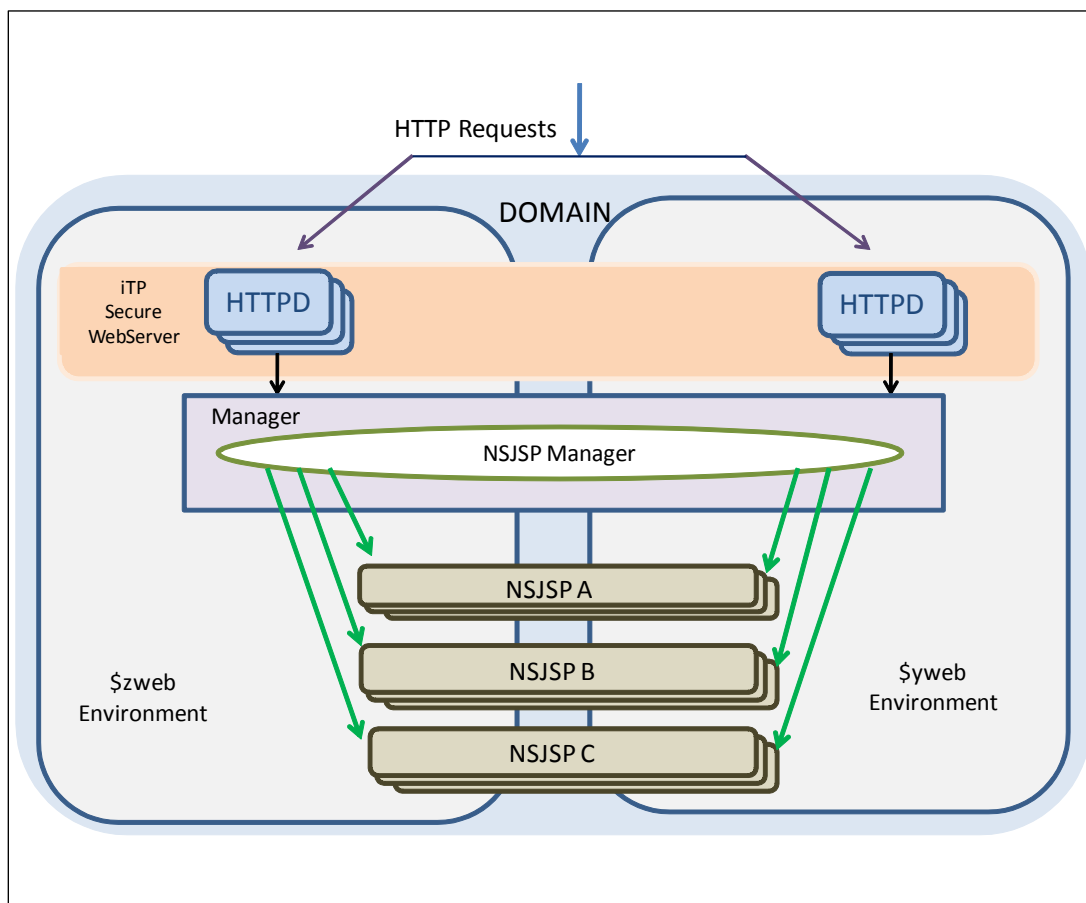 HTTP Requests
DOMAIN
iTP
Secure
WebServer
HTTPD
HTTPD
Manager
NSJSP Manager
NSJSP A
NSJSP B
NSJSP C
$zweb
Environment
$yweb
Environment